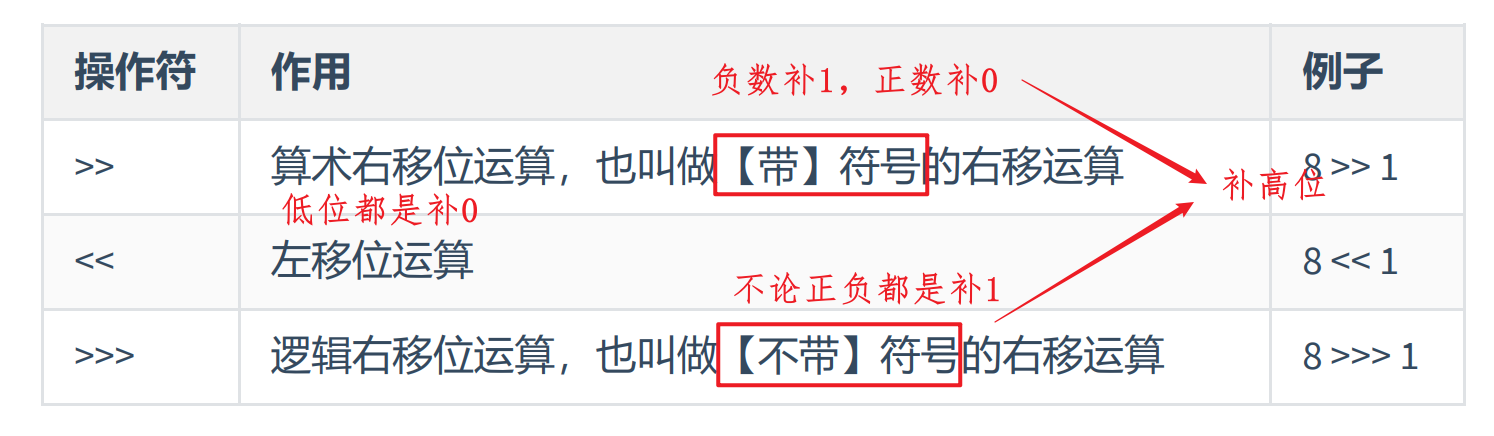 操作符 作用 例子
负数补1，正数补0
>> 算术右移位运算，也叫做【带】符号的右移运算 8 >> 1
补高位
低位都是补0
<< 左移位运算 8 << 1
不论正负都是补1
>>> 逻辑右移位运算，也叫做【不带】符号的右移运算 8 >>> 1